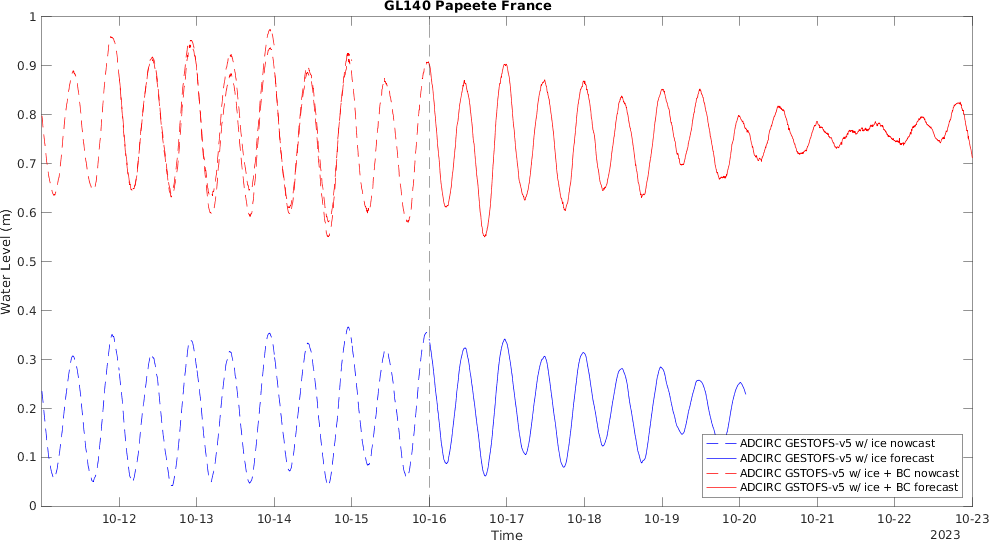 GL140 Papeete France
1
0.9
0.8
0.7
0.6
0.5
0.4
0.3
0.2
0.1
0
Water Level (m)
10-12 10-13 10-14 10-15 10-16 10-17 10-18 10-19 10-20 10-21 10-22 10-23
Time
2023
ADCIRC GESTOFS-v5 w/ ice nowcast
ADCIRC GESTOFS-v5 w/ ice forecast
ADCIRC GSTOFS-v5 w/ ice + BC nowcast
ADCIRC GSTOFS-v5 w/ ice + BC forecast